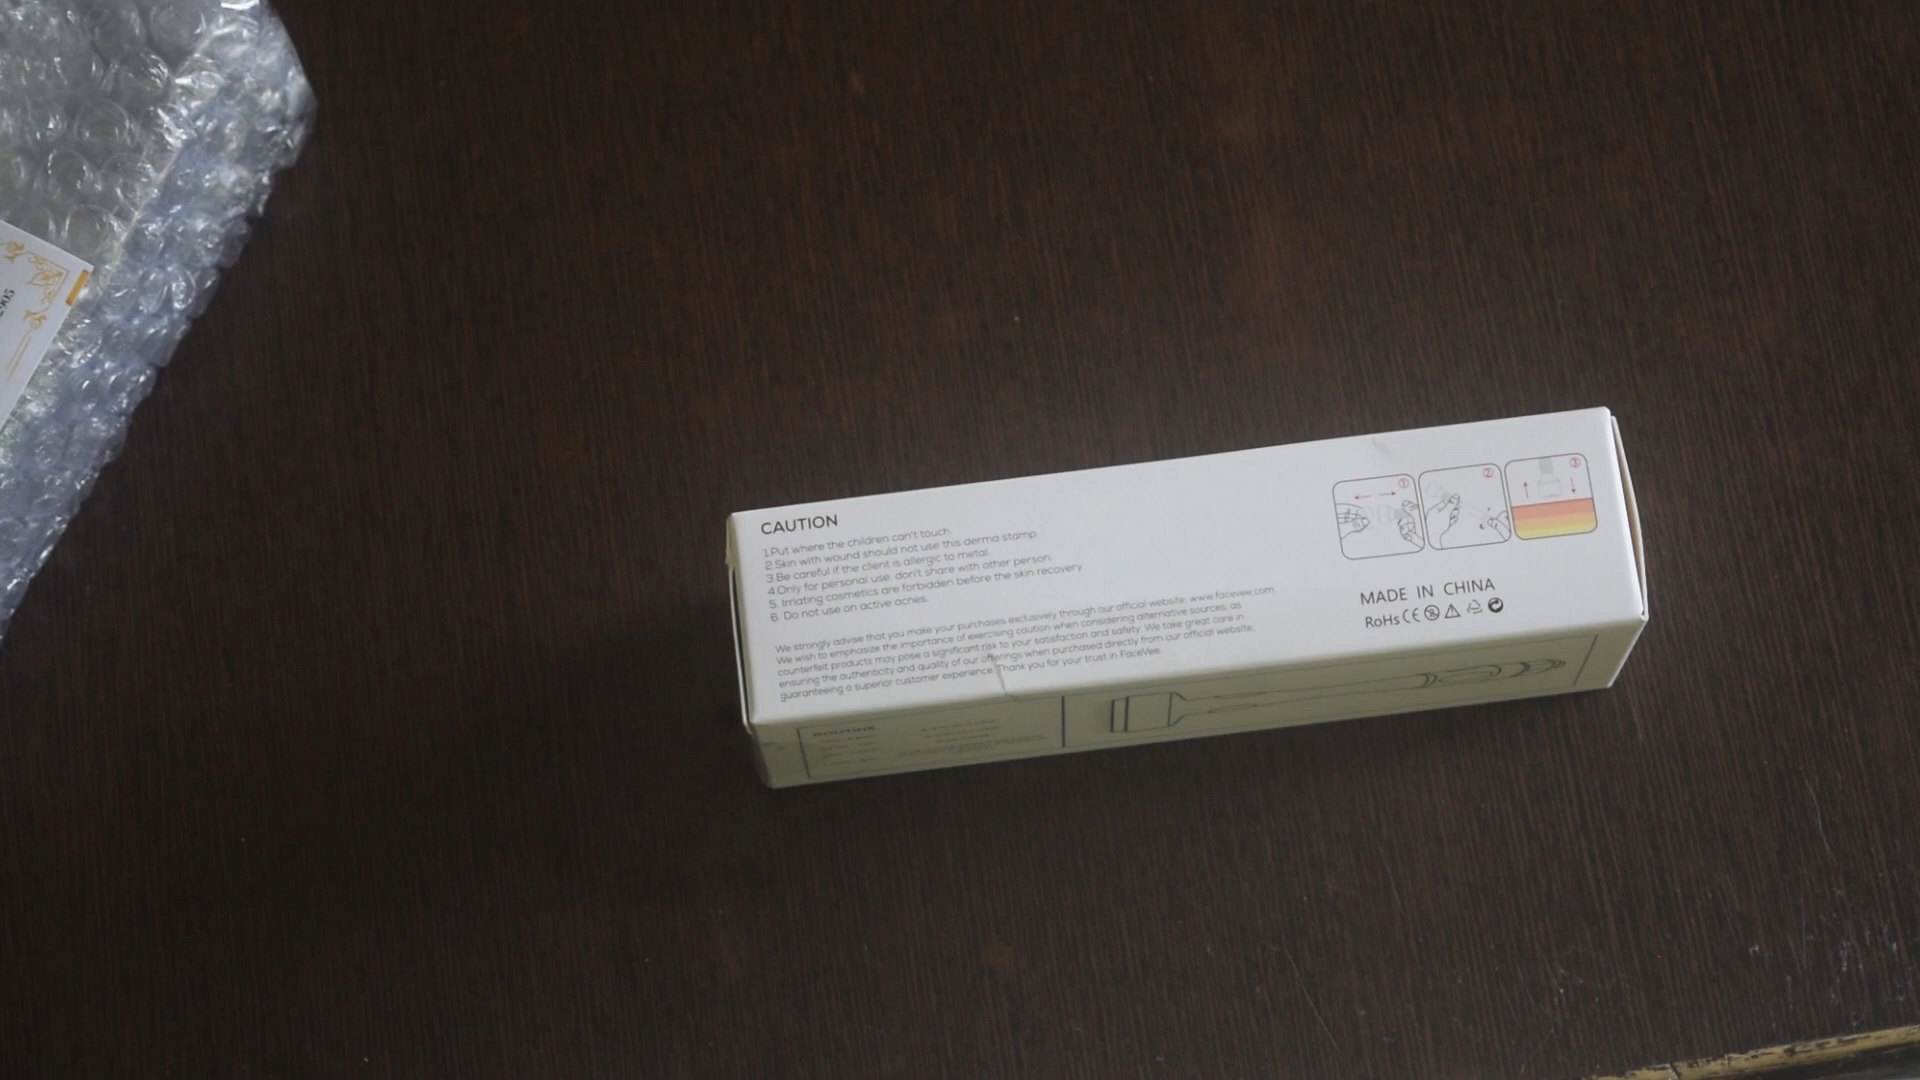 CAUTION
1.Put where the children can't touch.
2.Skin with wound should not use this derma stamp.
3.Be careful if the client is allergic to metal.
4.Only for personal use, don't share with other person.
5. Irriating cosmetics are forbidden before the skin recovery
6. Do not use on active acnes.
We strongly advise that you make your purchases exclusively through our official website, www.facevee.com.
We wish to emphasize the importance of exercising caution when considering alternative sources, as
counterfeit products may pose a significant risk to your satisfaction and safety. We take great care in
ensuring the authenticity and quality of our offerings when purchased directly from our official website,
guaranteeing a superior customer experience. Thank you for your trust in FaceVee.
① ② ③
MADE IN CHINA
RoHs CE
ROUTINE